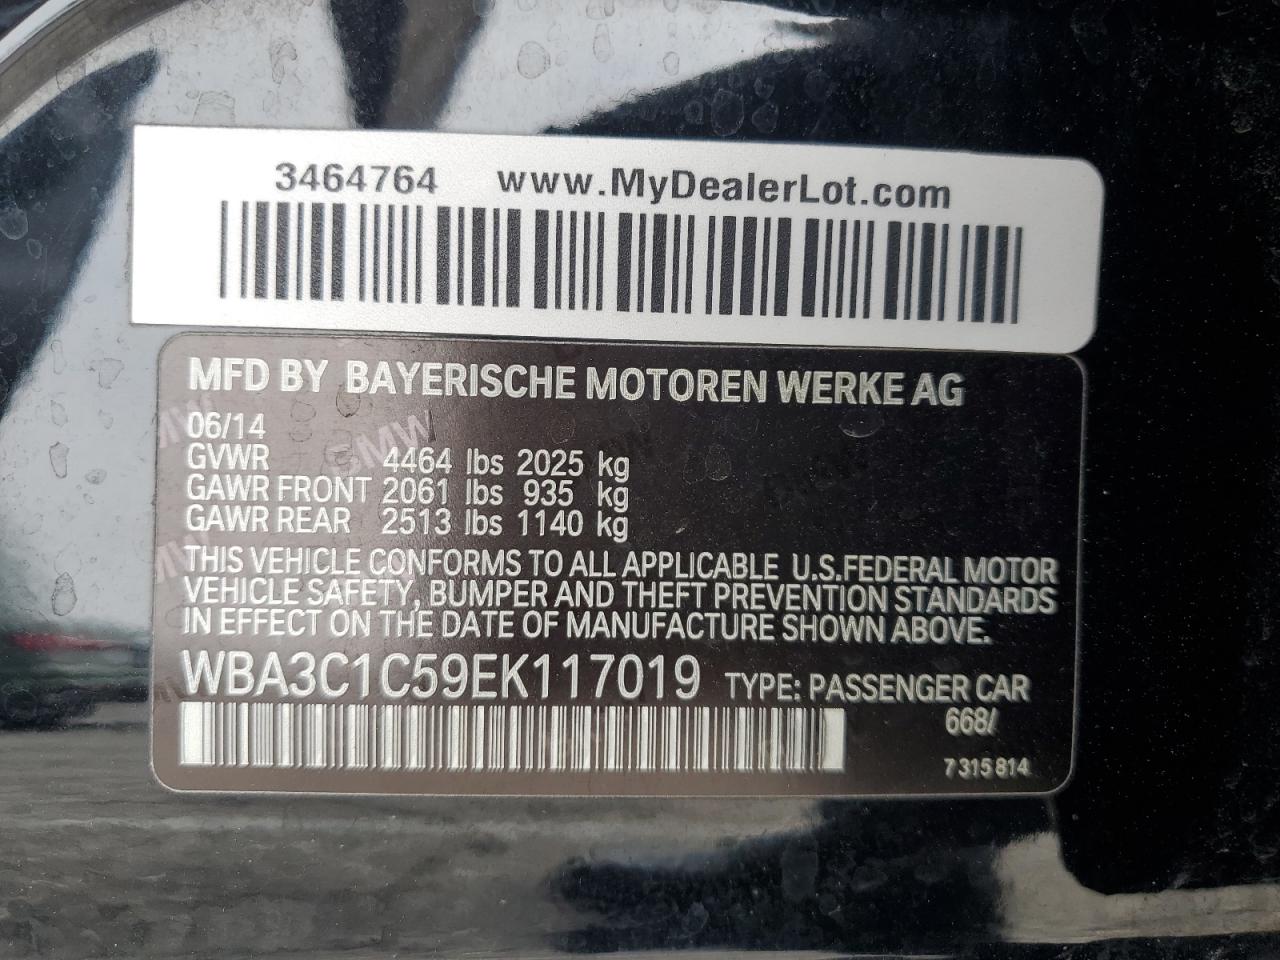 3464764 www.MyDealerLot.com
MFD BY BAYERISCHE MOTOREN WERKE AG
06/14
GVWR 4464 lbs 2025 kg
GAWR FRONT 2061 lbs 935 kg
GAWR REAR 2513 lbs 1140 kg
THIS VEHICLE CONFORMS TO ALL APPLICABLE U.S.FEDERAL MOTOR
VEHICLE SAFETY, BUMPER AND THEFT PREVENTION STANDARDS
IN EFFECT ON THE DATE OF MANUFACTURE SHOWN ABOVE.
WBA3C1C59EK117019 TYPE: PASSENGER CAR
668/
7315814